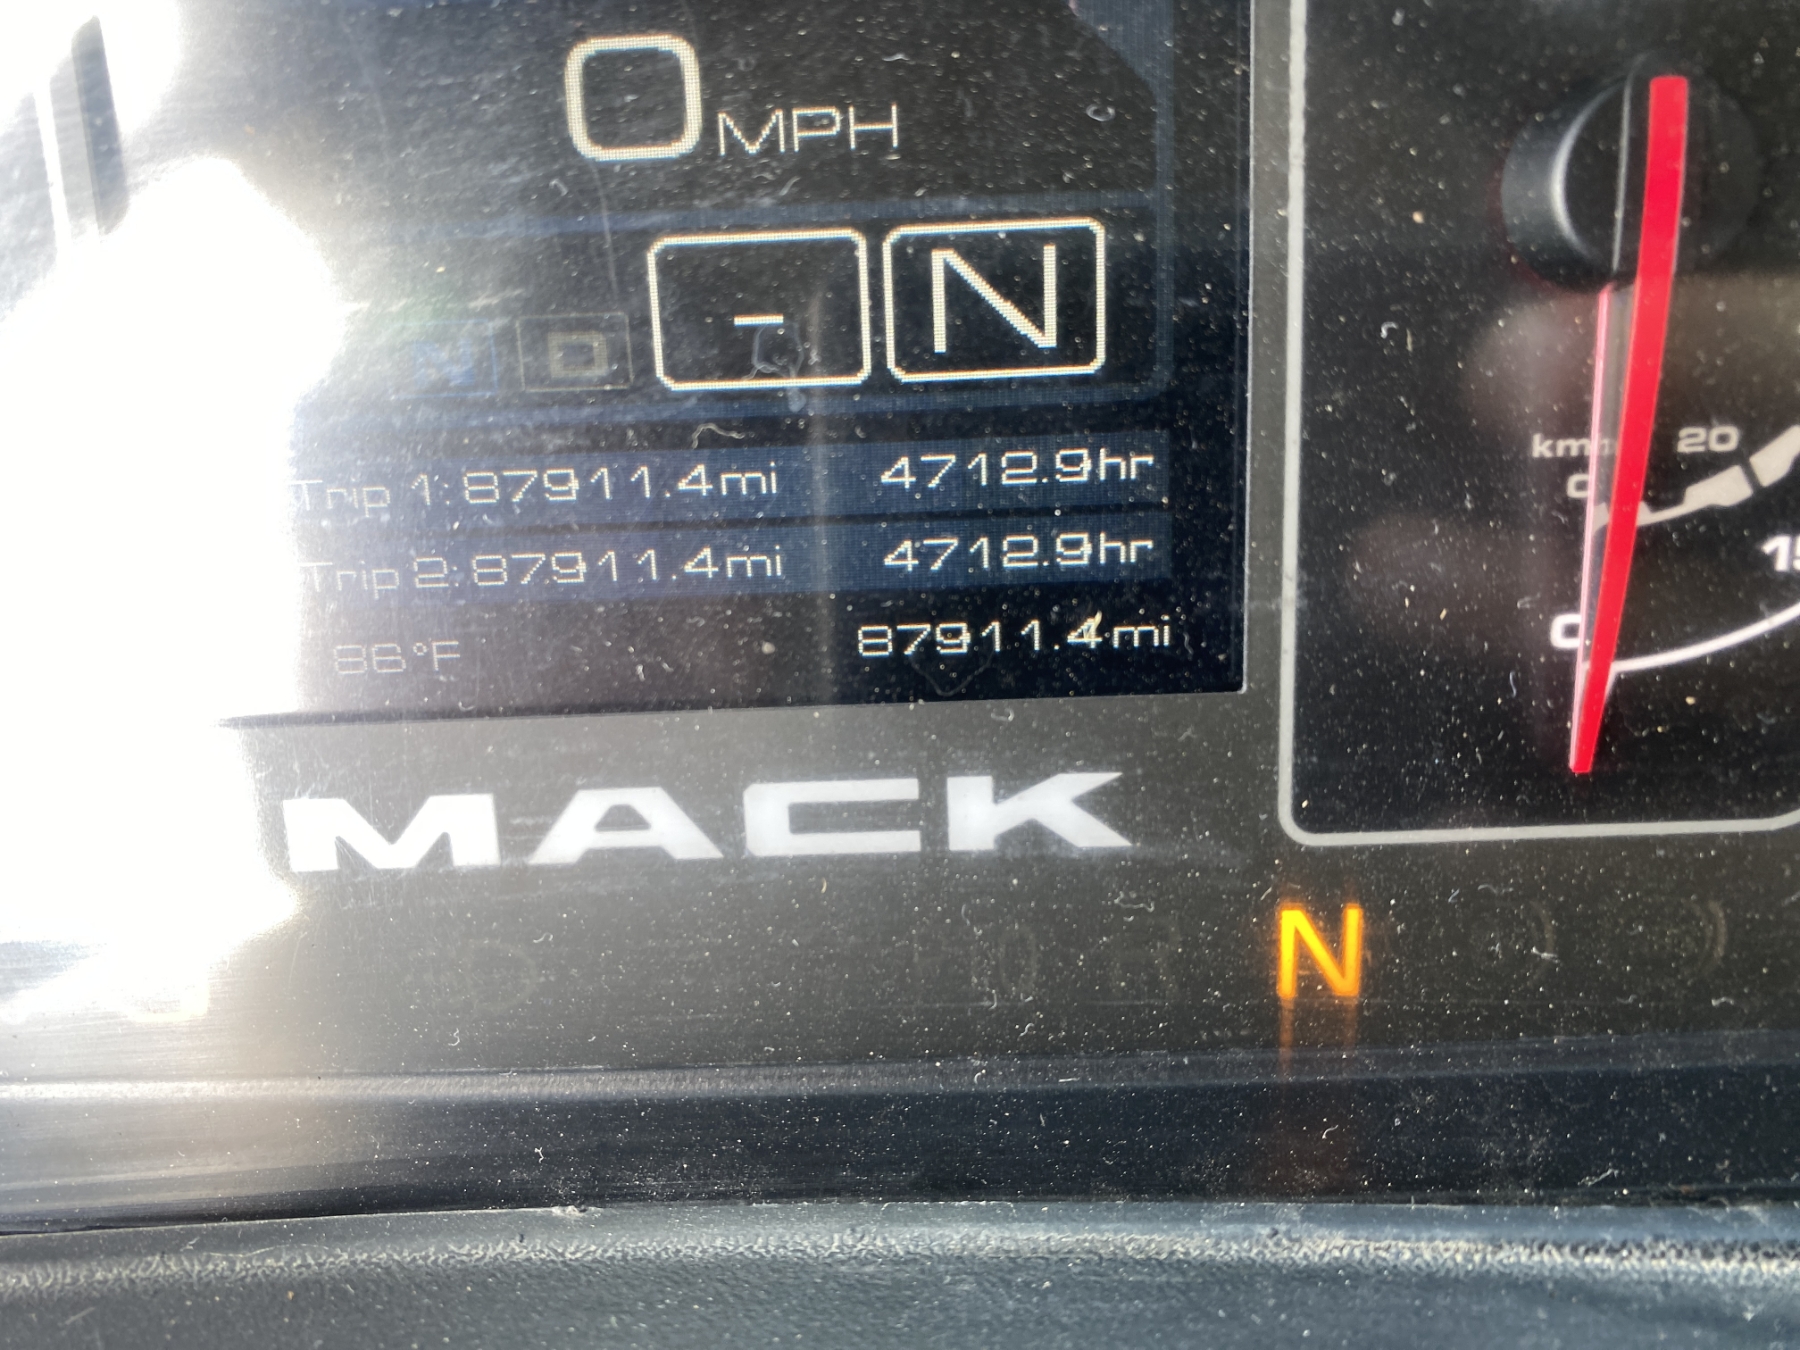 0 MPH
N D - N
Trip 1: 87911.4mi 4712.9hr
Trip 2: 87911.4mi 4712.9hr
86°F 87911.4mi
MACK
N
km
20
0
15
0